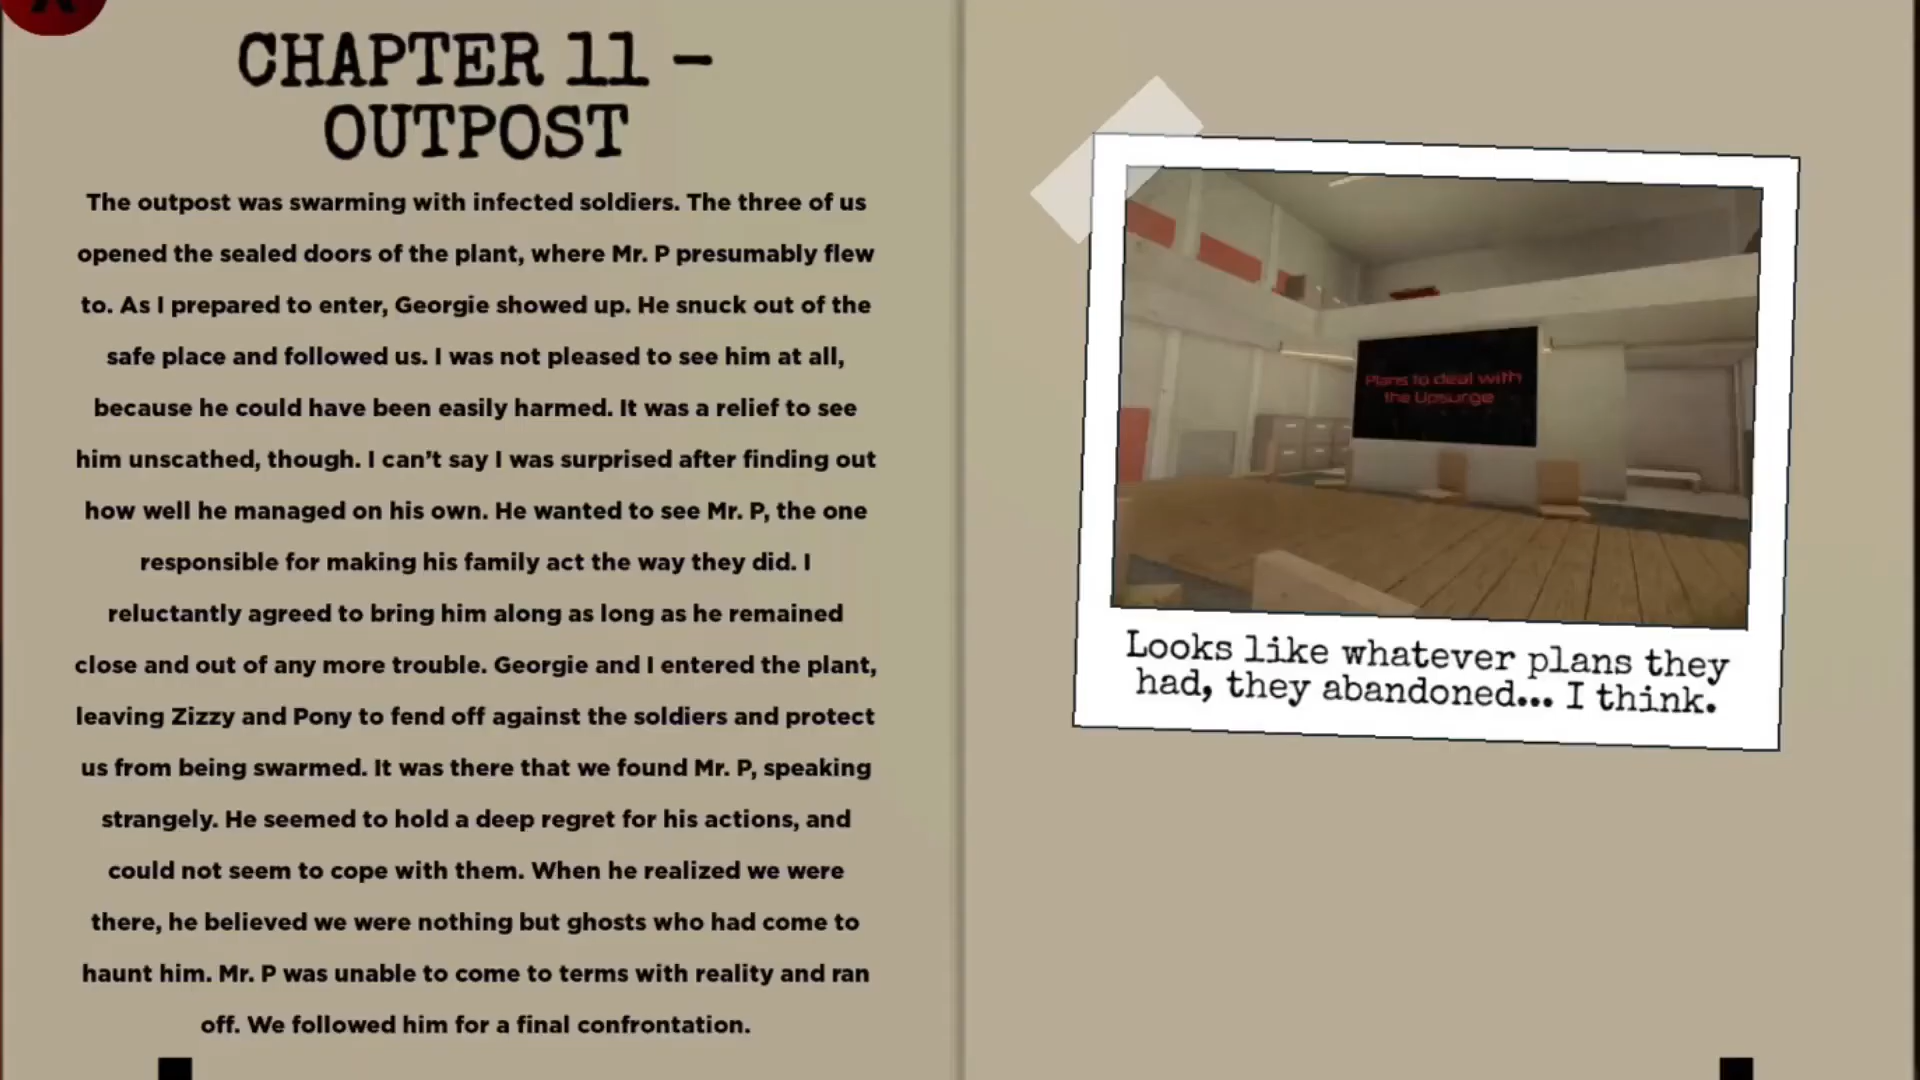 CHAPTER 11 –
OUTPOST
The outpost was swarming with infected soldiers. The three of us
opened the sealed doors of the plant, where Mr. P presumably flew
to. As I prepared to enter, Georgie showed up. He snuck out of the
safe place and followed us. I was not pleased to see him at all,
because he could have been easily harmed. It was a relief to see
him unscathed, though. I can’t say I was surprised after finding out
how well he managed on his own. He wanted to see Mr. P, the one
responsible for making his family act the way they did. I
reluctantly agreed to bring him along as long as he remained
close and out of any more trouble. Georgie and I entered the plant,
leaving Zizzy and Pony to fend off against the soldiers and protect
us from being swarmed. It was there that we found Mr. P, speaking
strangely. He seemed to hold a deep regret for his actions, and
could not seem to cope with them. When he realized we were
there, he believed we were nothing but ghosts who had come to
haunt him. Mr. P was unable to come to terms with reality and ran
off. We followed him for a final confrontation.
Plans to deal with
the Upsurge
Looks like whatever plans they
had, they abandoned... I think.